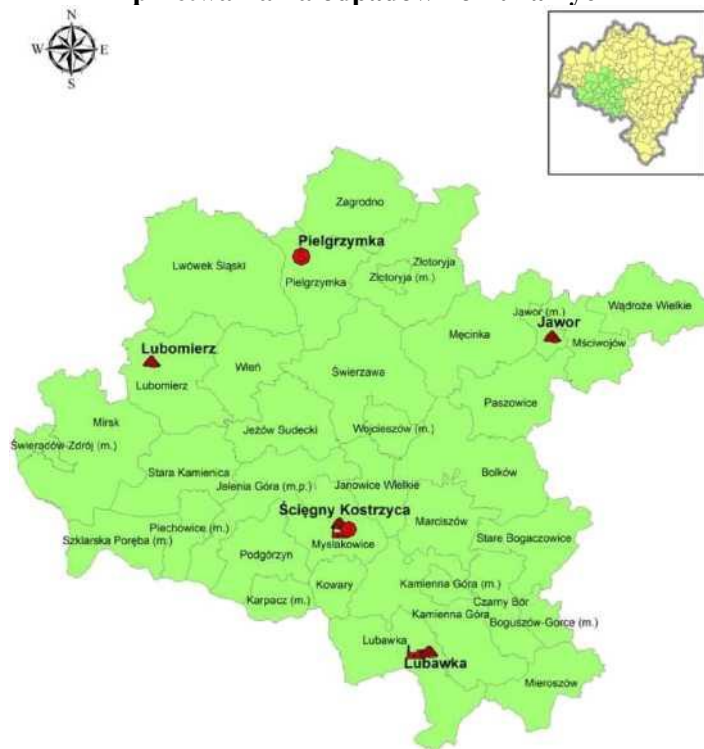 N
W E
S
Zagrodno
Pielgrzymka
Złotoryja
Lwówek Śląski
Pielgrzymka
Złotoryja (m.)
Wądroże Wielkie
Jawor (m.)
Jawor
Męcinka
Mściwojów
Lubomierz
Wleń
Świerzawa
Lubomierz
Paszowice
Mirsk
Jeżów Sudecki
Wojcieszów (m.)
Świeradów-Zdrój (m.)
Stara Kamienica
Bolków
Jelenia Góra (m.p.)
Janowice Wielkie
Ścięgny Kostrzyca
Marciszów
Piechowice (m.)
Szklarska Poręba (m.)
Stare Bogaczowice
Mysłakowice
Podgórzyn
Kowary
Kamienna Góra (m.)
Karpacz (m.)
Czarny Bór
Kamienna Góra
Boguszów-Gorce (m.)
Lubawka
Lubawka
Mieroszów